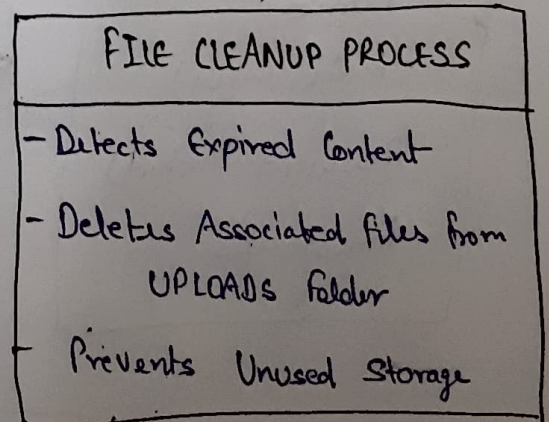 FILE CLEANUP PROCESS
- Detects Expired Content
- Deletes Associated files from
UPLOADS folder
- Prevents Unused Storage